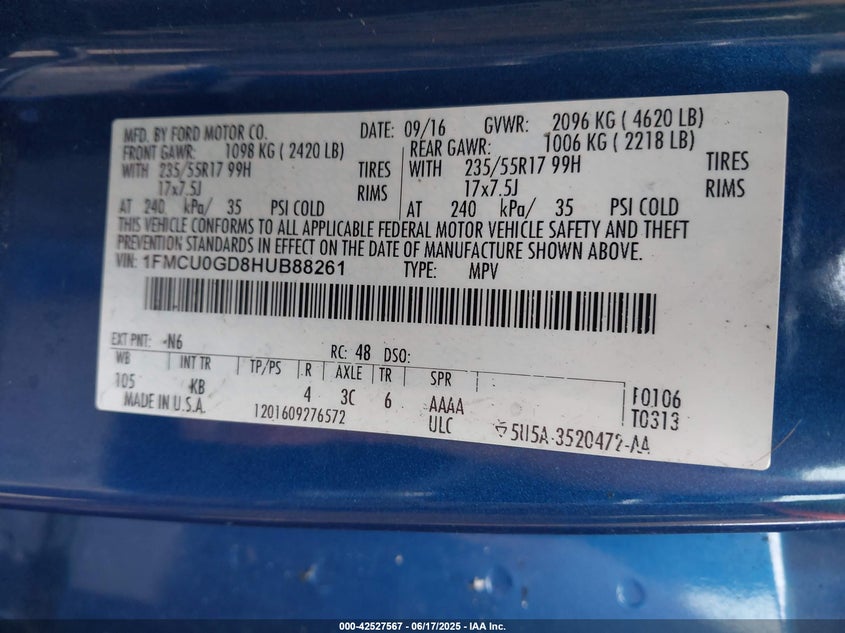 MFD. BY FORD MOTOR CO. DATE: 09/16 GVWR: 2096 KG ( 4620 LB)
FRONT GAWR: 1098 KG ( 2420 LB) REAR GAWR: 1006 KG ( 2218 LB)
WITH 235/55R17 99H TIRES WITH 235/55R17 99H TIRES
17x7.5J RIMS 17x7.5J RIMS
AT 240 kPa/ 35 PSI COLD AT 240 kPa/ 35 PSI COLD
THIS VEHICLE CONFORMS TO ALL APPLICABLE FEDERAL MOTOR VEHICLE SAFETY AND THEFT
PREVENTION STANDARDS IN EFFECT ON THE DATE OF MANUFACTURE SHOWN ABOVE.
VIN: 1FMCU0GD8HUB88261 TYPE: MPV
EXT PNT: N6 RC: 48 DSO:
WB INT TR TP/PS R AXLE TR SPR
105 KB 4 3C 6 AAAA F0106
MADE IN U.S.A. 1201609276572 ULC T0313
5U5A-3520472-AA
000-42527567 - 06/17/2025 - IAA Inc.